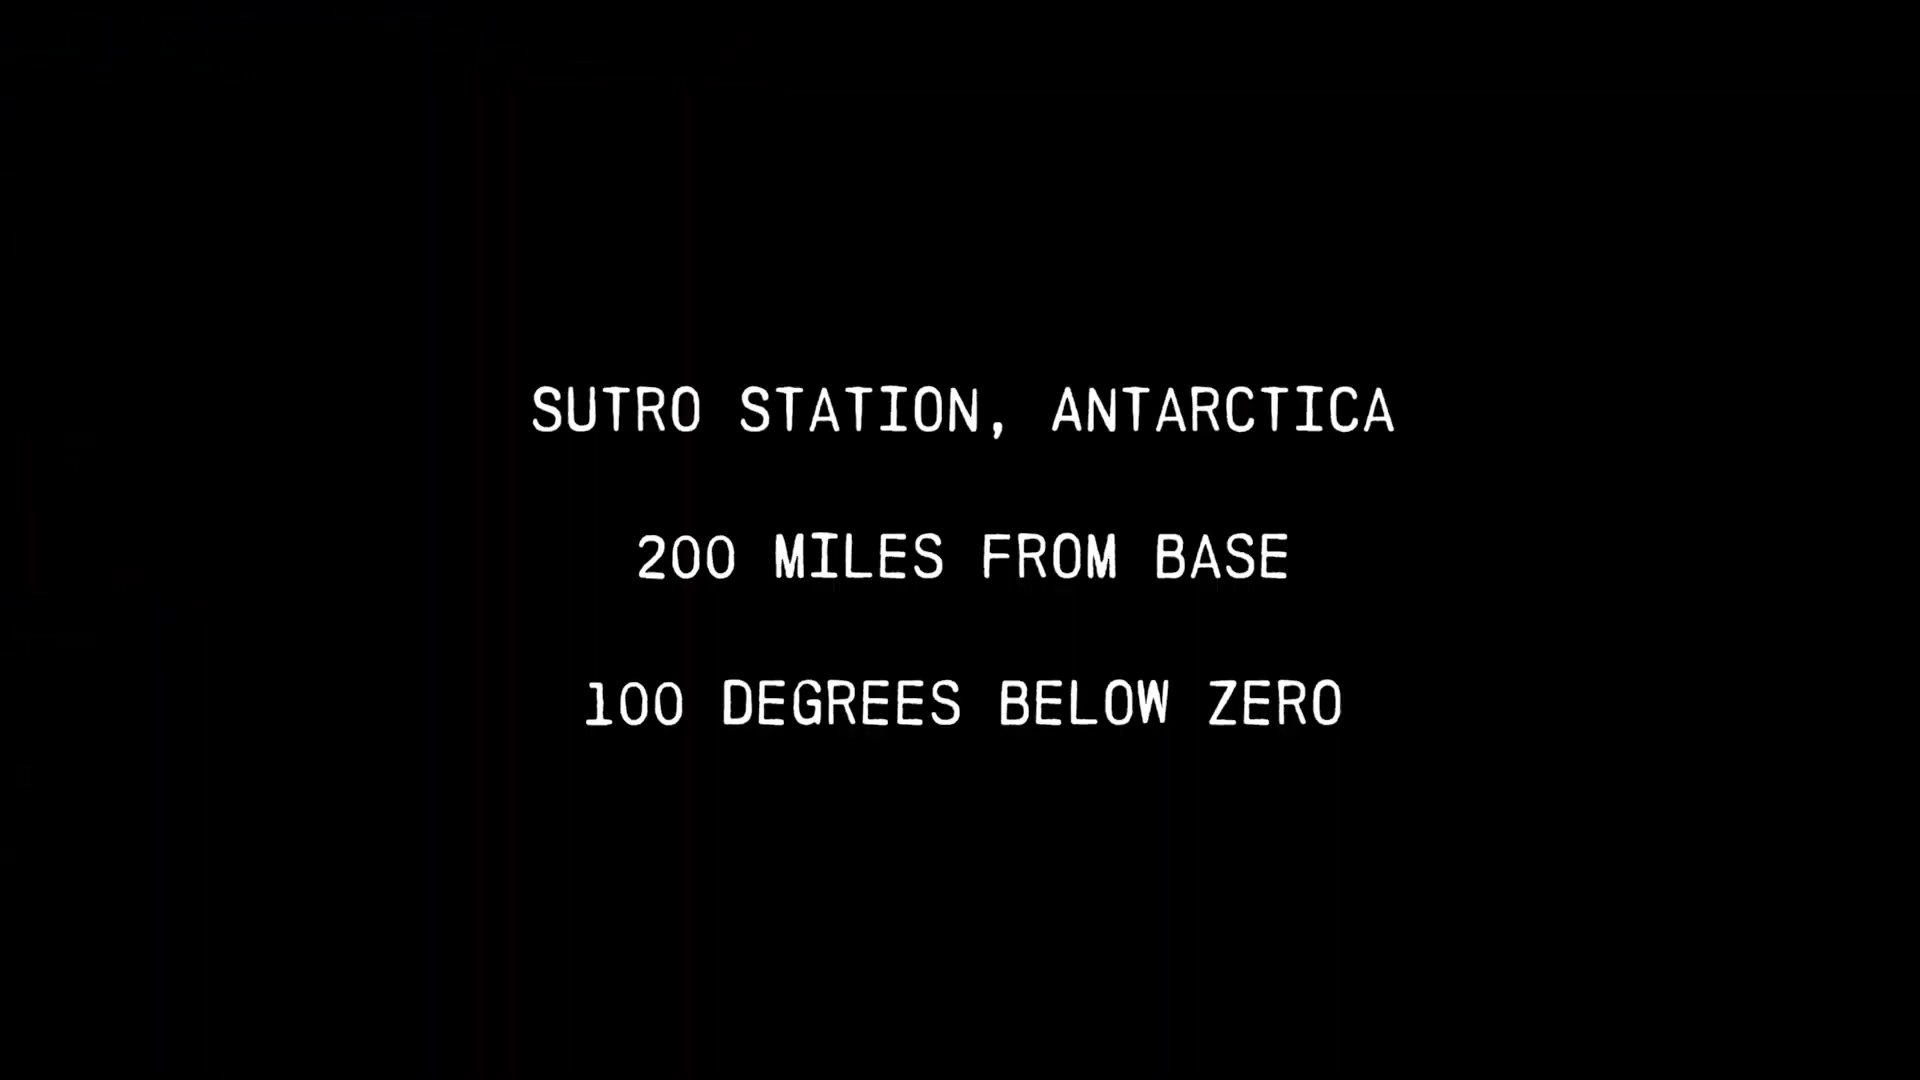 SUTRO STATION, ANTARCTICA
200 MILES FROM BASE
100 DEGREES BELOW ZERO